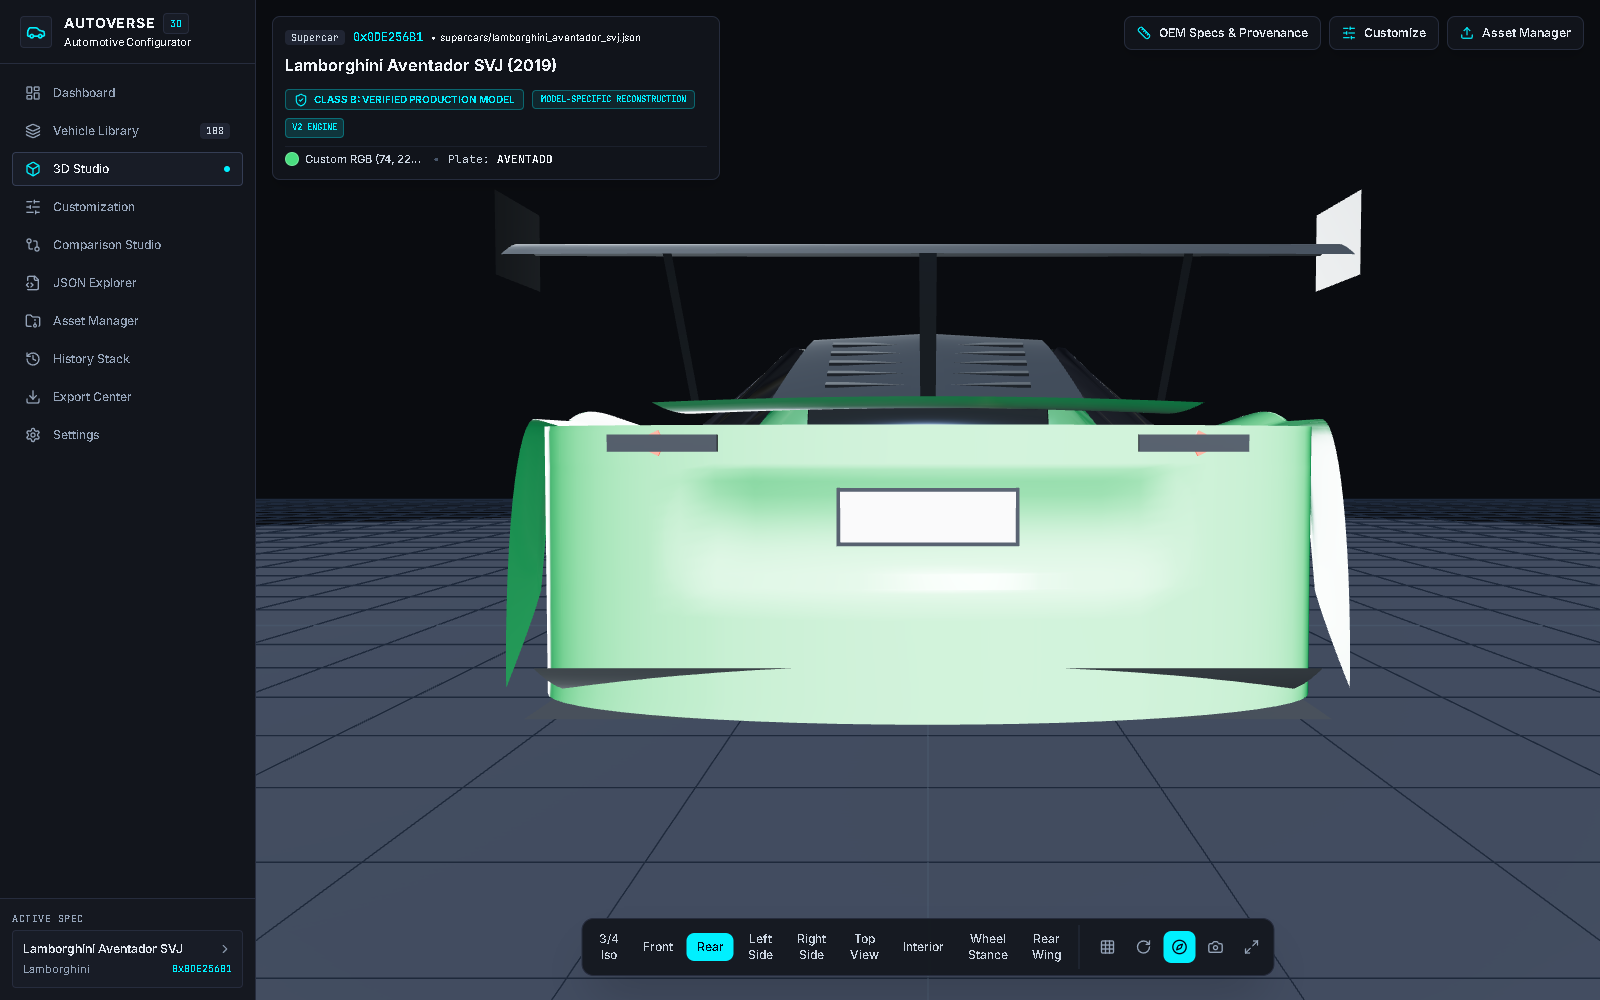 AUTOVERSE 3D
Automotive Configurator
Dashboard
Vehicle Library 188
3D Studio
Customization
Comparison Studio
JSON Explorer
Asset Manager
History Stack
Export Center
Settings
ACTIVE SPEC
Lamborghini Aventador SVJ
Lamborghini 0x0DE256B1
Supercar 0x0DE256B1 • supercars/lamborghini_aventador_svj.json
Lamborghini Aventador SVJ (2019)
CLASS B: VERIFIED PRODUCTION MODEL MODEL-SPECIFIC RECONSTRUCTION
V2 ENGINE
Custom RGB (74, 22... • Plate: AVENTADO
OEM Specs & Provenance Customize Asset Manager
3/4 Iso Front Rear Left Side Right Side Top View Interior Wheel Stance Rear Wing